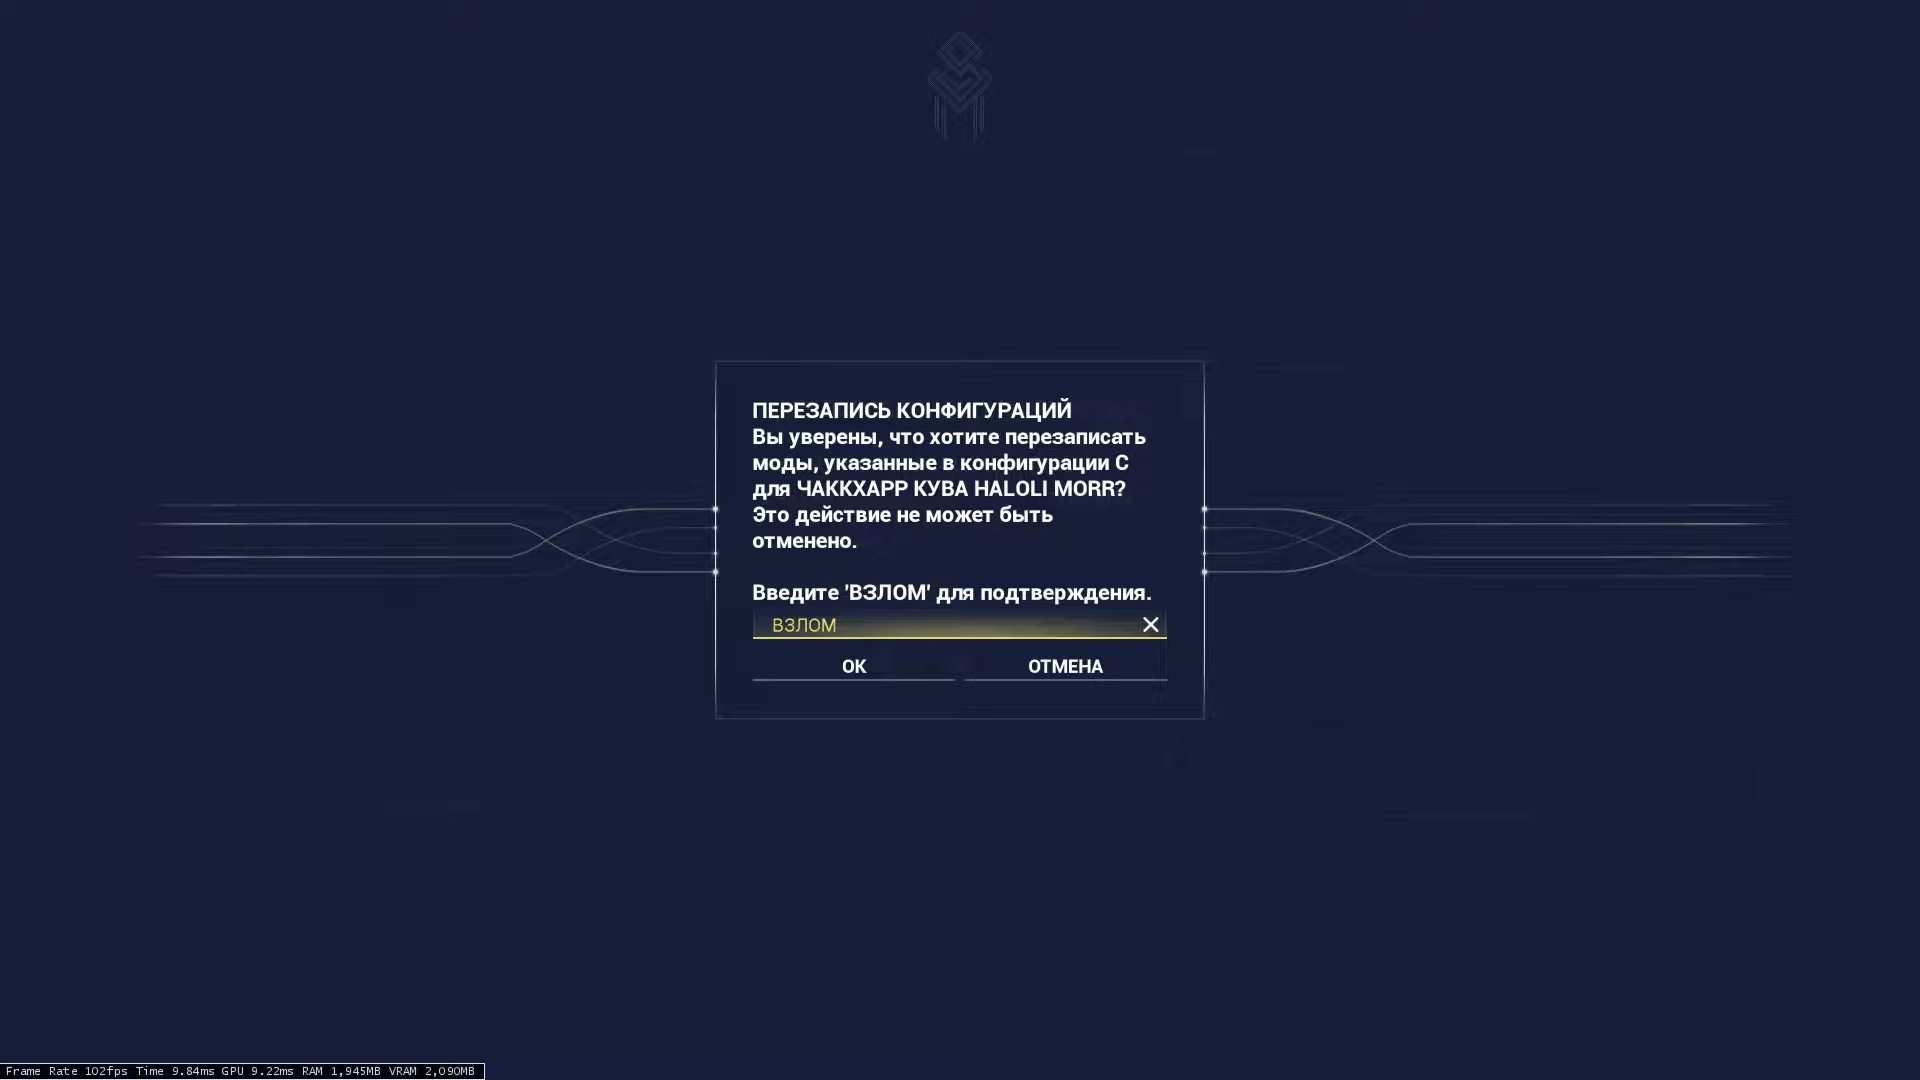 ПЕРЕЗАПИСЬ КОНФИГУРАЦИЙ
Вы уверены, что хотите перезаписать
моды, указанные в конфигурации C
для ЧАККХАРР КУВА HALOLI MORR?
Это действие не может быть
отменено.
Введите 'ВЗЛОМ' для подтверждения.
ВЗЛОМ
ОК
ОТМЕНА
Frame Rate 102fps Time 9.84ms GPU 9.22ms RAM 1,945MB VRAM 2,090MB